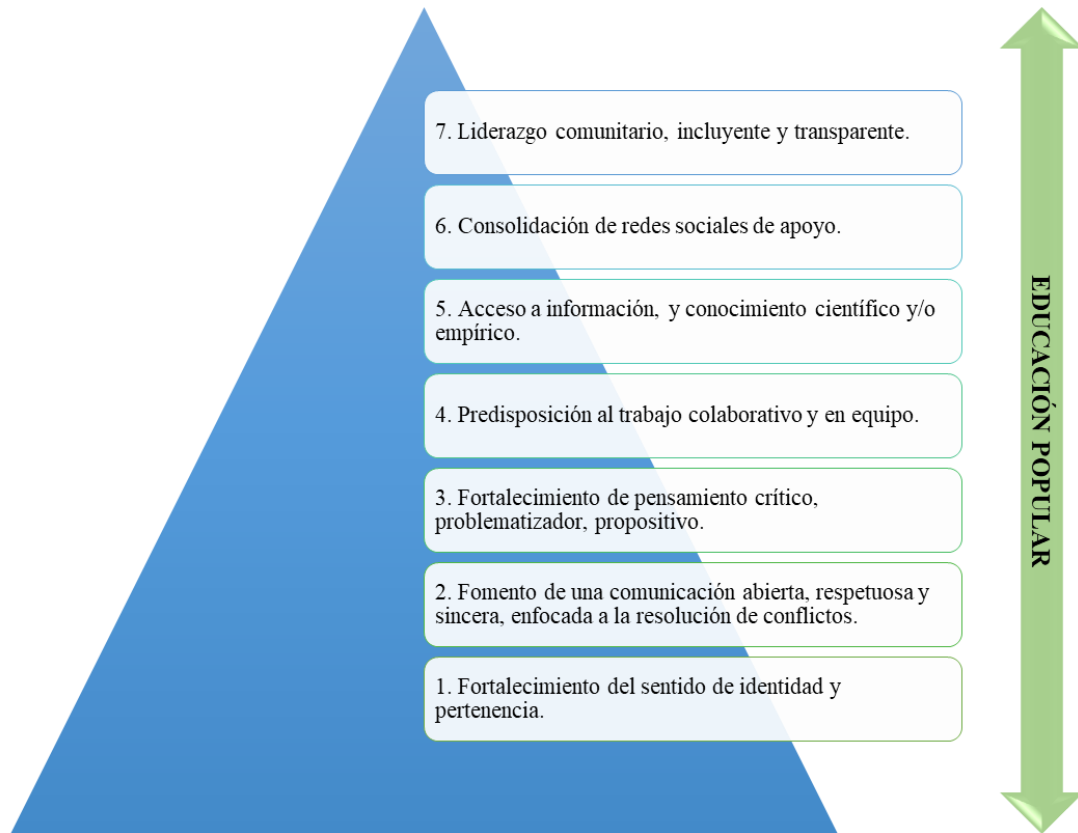 7. Liderazgo comunitario, incluyente y transparente.
6. Consolidación de redes sociales de apoyo.
5. Acceso a información, y conocimiento científico y/o
empírico.
4. Predisposición al trabajo colaborativo y en equipo.
3. Fortalecimiento de pensamiento crítico,
problematizador, propositivo.
2. Fomento de una comunicación abierta, respetuosa y
sincera, enfocada a la resolución de conflictos.
1. Fortalecimiento del sentido de identidad y
pertenencia.
EDUCACIÓN POPULAR